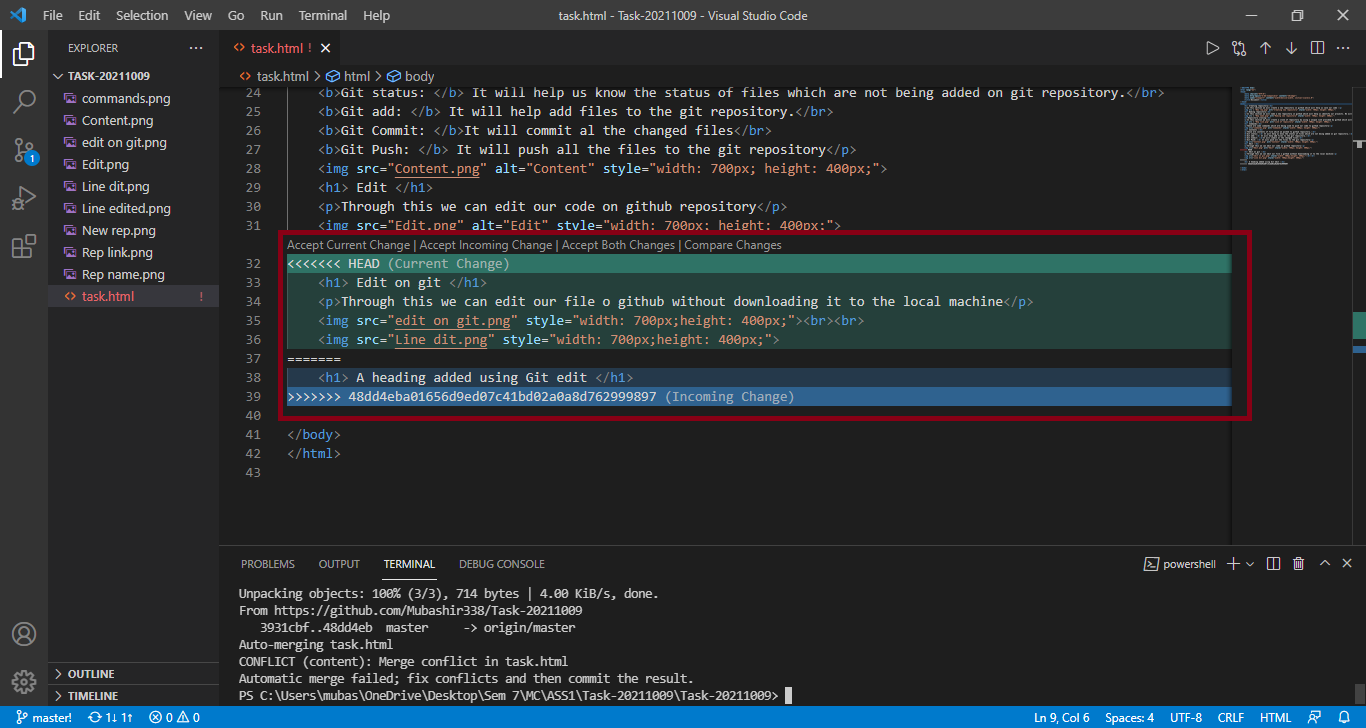 File Edit Selection View Go Run Terminal Help task.html - Task-20211009 - Visual Studio Code
EXPLORER
TASK-20211009
commands.png
Content.png
edit on git.png
Edit.png
Line dit.png
Line edited.png
New rep.png
Rep link.png
Rep name.png
task.html !
OUTLINE
TIMELINE
task.html !
task.html > html > body
24 <b>Git status: </b> It will help us know the status of files which are not being added on git repository.</br>
25 <b>Git add: </b> It will help add files to the git repository.</br>
26 <b>Git Commit: </b>It will commit al the changed files</br>
27 <b>Git Push: </b> It will push all the files to the git repository</p>
28 <img src="Content.png" alt="Content" style="width: 700px; height: 400px;">
29 <h1> Edit </h1>
30 <p>Through this we can edit our code on github repository</p>
31 <img src="Edit.png" alt="Edit" style="width: 700px; height: 400px;">
Accept Current Change | Accept Incoming Change | Accept Both Changes | Compare Changes
32 <<<<<<< HEAD (Current Change)
33 <h1> Edit on git </h1>
34 <p>Through this we can edit our file o github without downloading it to the local machine</p>
35 <img src="edit on git.png" style="width: 700px;height: 400px;"><br><br>
36 <img src="Line dit.png" style="width: 700px;height: 400px;">
37 =======
38 <h1> A heading added using Git edit </h1>
39 >>>>>>> 48dd4eba01656d9ed07c41bd02a0a8d762999897 (Incoming Change)
40
41 </body>
42 </html>
43
PROBLEMS OUTPUT TERMINAL DEBUG CONSOLE powershell
Unpacking objects: 100% (3/3), 714 bytes | 4.00 KiB/s, done.
From https://github.com/Mubashir338/Task-20211009
3931cbf..48dd4eb master -> origin/master
Auto-merging task.html
CONFLICT (content): Merge conflict in task.html
Automatic merge failed; fix conflicts and then commit the result.
PS C:\Users\mubas\OneDrive\Desktop\Sem 7\MC\ASS1\Task-20211009\Task-20211009>
1
master! 1↓ 1↑ 0 0 Ln 9, Col 6 Spaces: 4 UTF-8 CRLF HTML